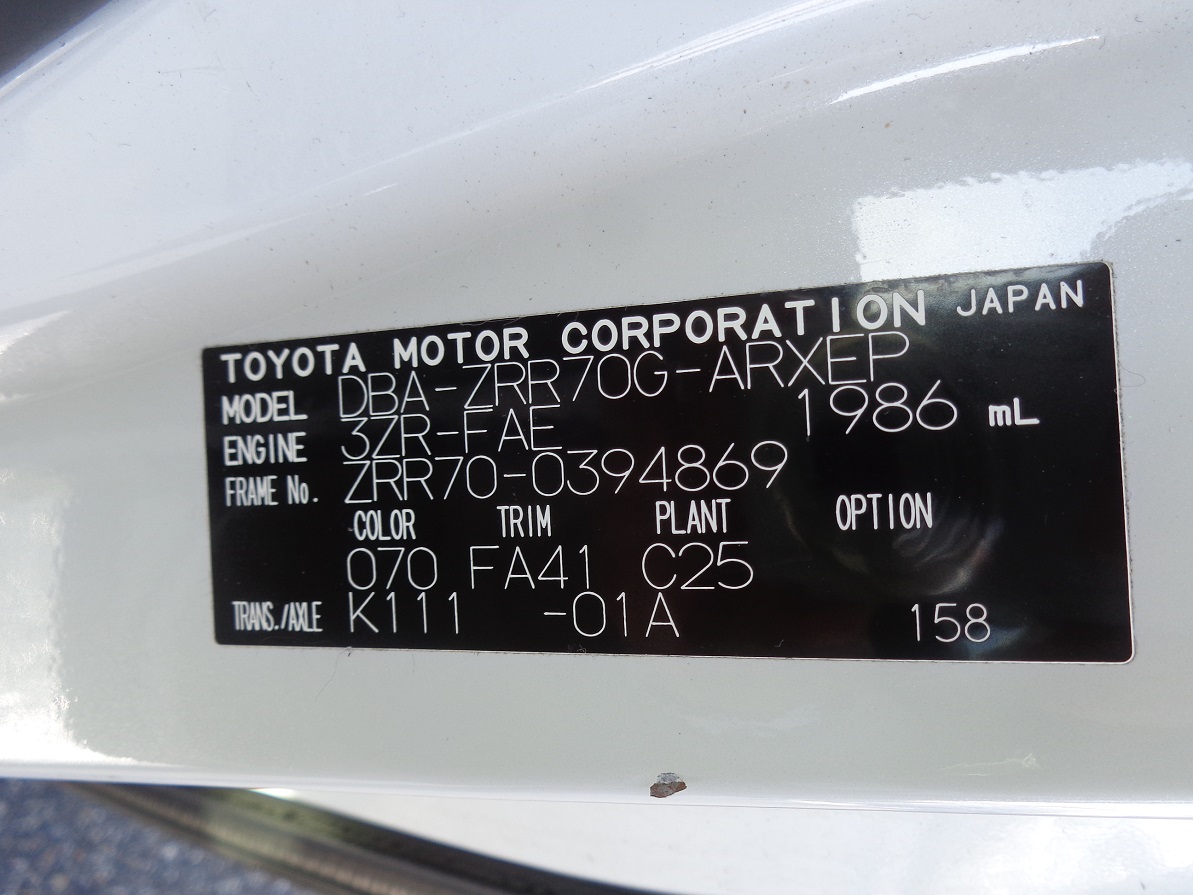 TOYOTA MOTOR CORPORATION JAPAN
MODEL DBA-ZRR70G-ARXEP
ENGINE 3ZR-FAE 1986 mL
FRAME No. ZRR70-0394869
COLOR TRIM PLANT OPTION
070 FA41 C25
TRANS./AXLE K111 -01A 158